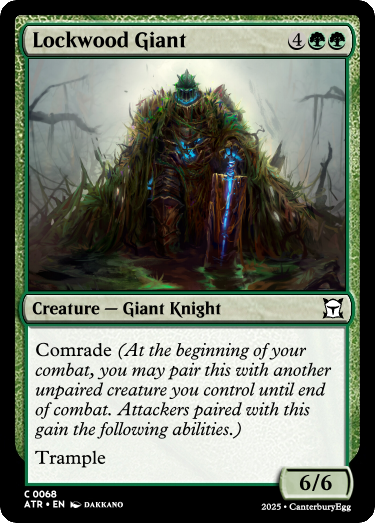 Lockwood Giant 4
Creature — Giant Knight
Comrade (At the beginning of your
combat, you may pair this with another
unpaired creature you control until end
of combat. Attackers paired with this
gain the following abilities.)
Trample
6/6
C 0068
ATR • EN DAKKANO
2025 • CanterburyEgg